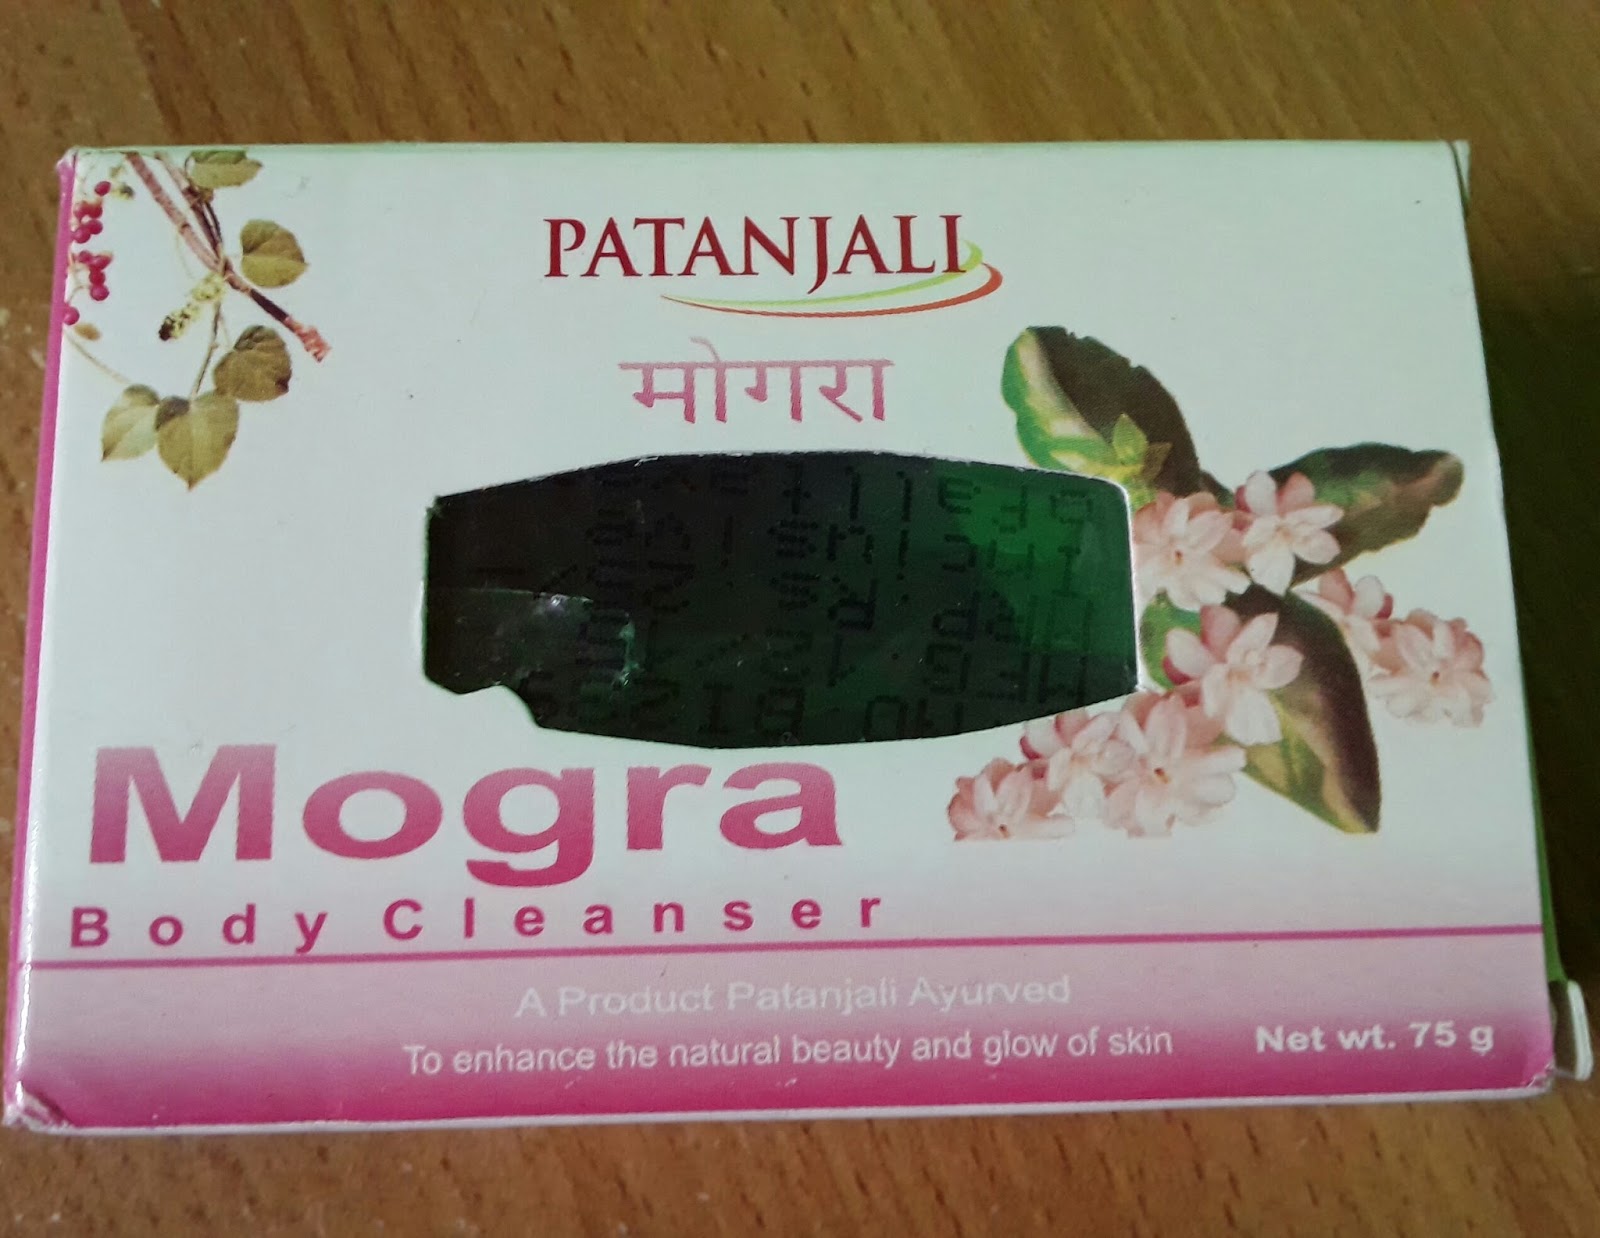 PATANJALI
मोगरा
Mogra
Body Cleanser
A Product Patanjali Ayurved
To enhance the natural beauty and glow of skin
Net wt. 75 g